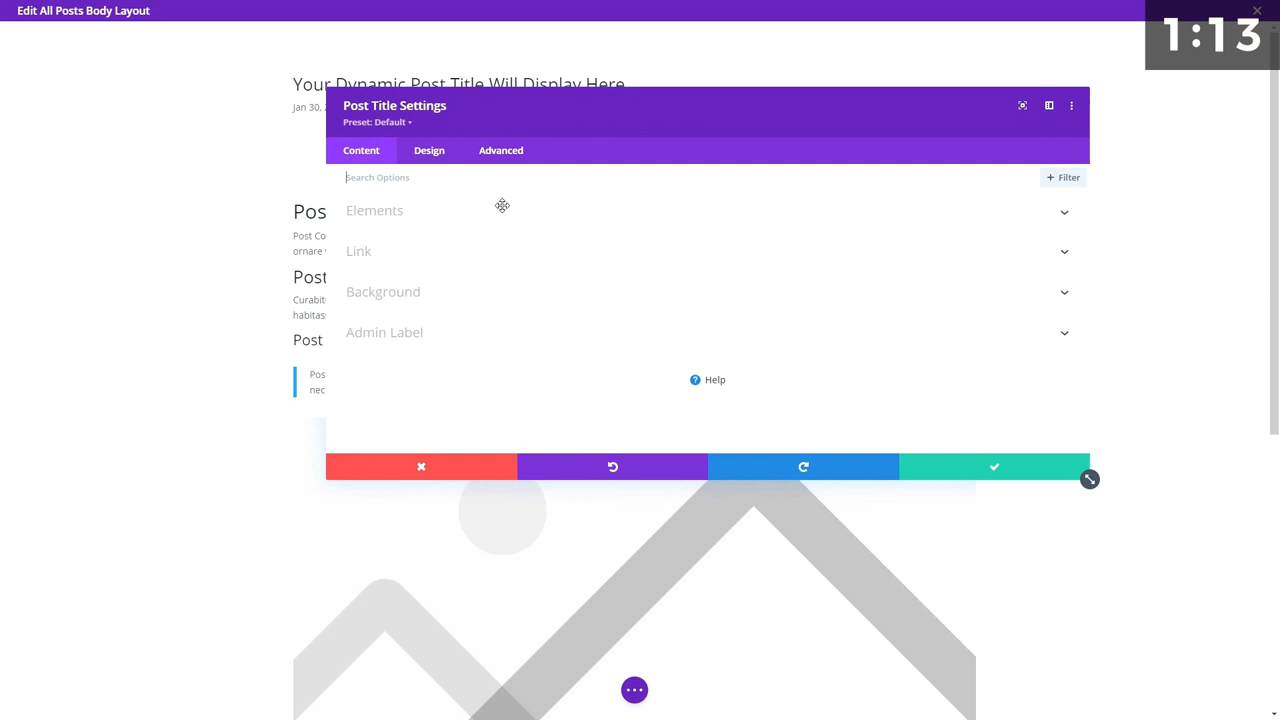 Edit All Posts Body Layout
1:13
Your Dynamic Post Title Will Display Here
Jan 30,
Post Title Settings
Preset: Default
Content
Design
Advanced
Search Options
+ Filter
Elements
Link
Background
Admin Label
Help
Pos
Post Co
ornare
Post
Curabit
habitas
Post
Pos
nec